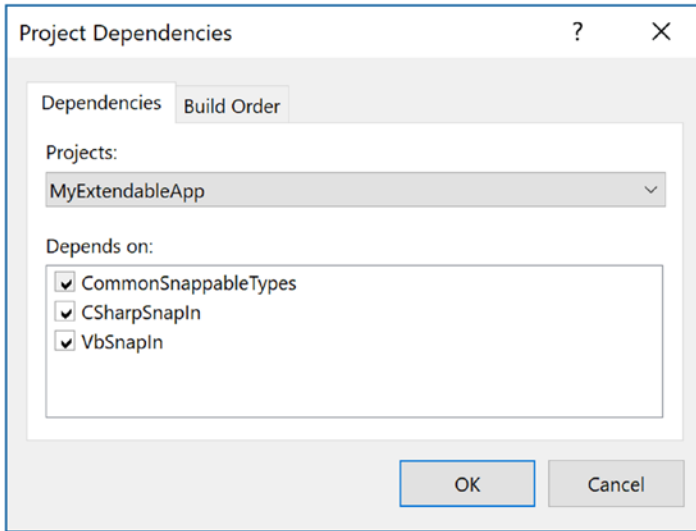 Project Dependencies ?
Dependencies Build Order
Projects:
MyExtendableApp
Depends on:
CommonSnappableTypes
CSharpSnapIn
VbSnapIn
OK Cancel